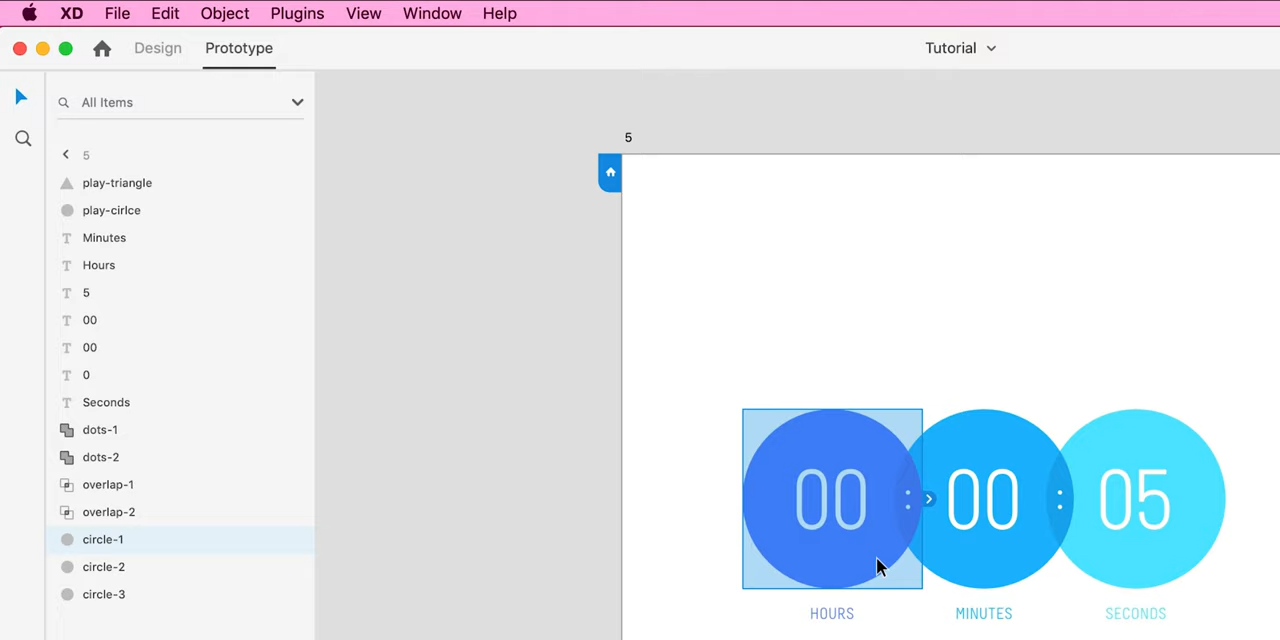 XD File Edit Object Plugins View Window Help
Design Prototype Tutorial
All Items
5
5
play-triangle
play-cirlce
Minutes
Hours
5
00
00
0
Seconds
dots-1
dots-2
overlap-1
overlap-2
circle-1
circle-2
circle-3
00 : 00 : 05
HOURS MINUTES SECONDS